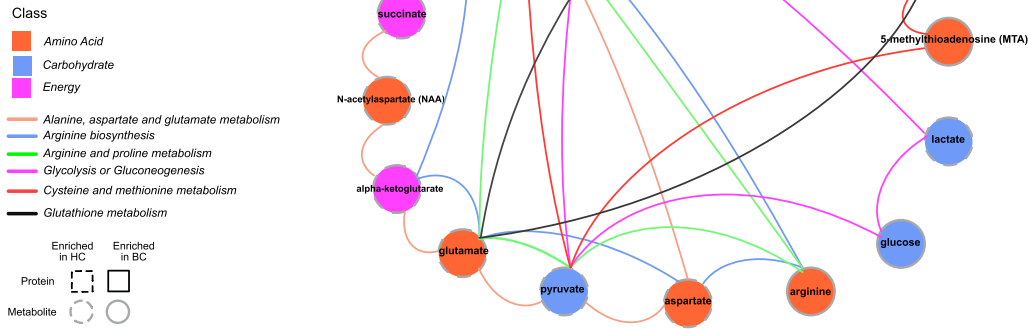 Class
Amino Acid
Carbohydrate
Energy
Alanine, aspartate and glutamate metabolism
Arginine biosynthesis
Arginine and proline metabolism
Glycolysis or Gluconeogenesis
Cysteine and methionine metabolism
Glutathione metabolism
Enriched
in HC
Enriched
in BC
Protein
Metabolite
succinate
5-methylthioadenosine (MTA)
N-acetylaspartate (NAA)
lactate
alpha-ketoglutarate
glucose
glutamate
pyruvate
aspartate
arginine